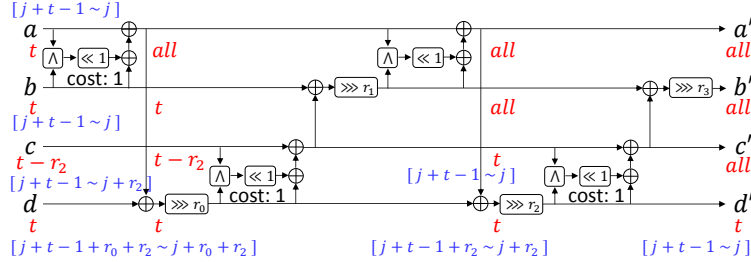 [j+t−1∼j]
a ⊕ ⊕ a′
t ∧ ≪ 1 ⊕ all ∧ ≪ 1 ⊕ all all
cost: 1
b ⊕ ⋙ r₁ ⊕ ⋙ r₃ b′
t t all all
[j+t−1∼j]
c ⊕ ⊕ c′
t − r₂ t − r₂ t all
∧ ≪ 1 ⊕ ∧ ≪ 1 ⊕
[j+t−1∼j+r₂] [j+t−1∼j]
cost: 1 cost: 1
d ⊕ ⋙ r₀ ⊕ ⋙ r₂ d′
t t t t
[j+t−1+r₀+r₂∼j+r₀+r₂] [j+t−1+r₂∼j+r₂] [j+t−1∼j]